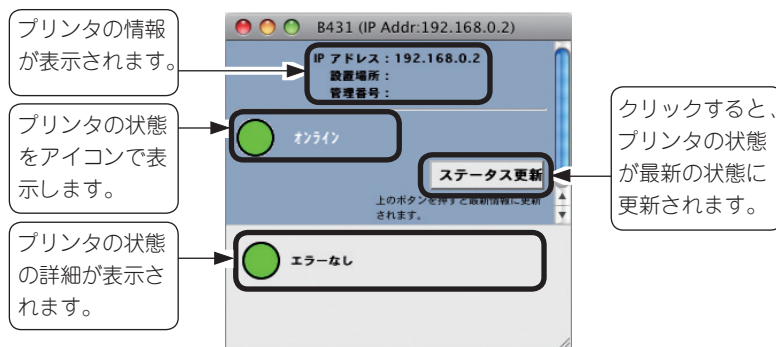 プリンタの情報
が表示されます。
プリンタの状態
をアイコンで表
示します。
プリンタの状態
の詳細が表示さ
れます。
B431 (IP Addr:192.168.0.2)
IP アドレス : 192.168.0.2
設置場所 :
管理番号 :
オンライン
ステータス更新
上のボタンを押すと最新情報に更新
されます。
エラーなし
クリックすると、
プリンタの状態
が最新の状態に
更新されます。